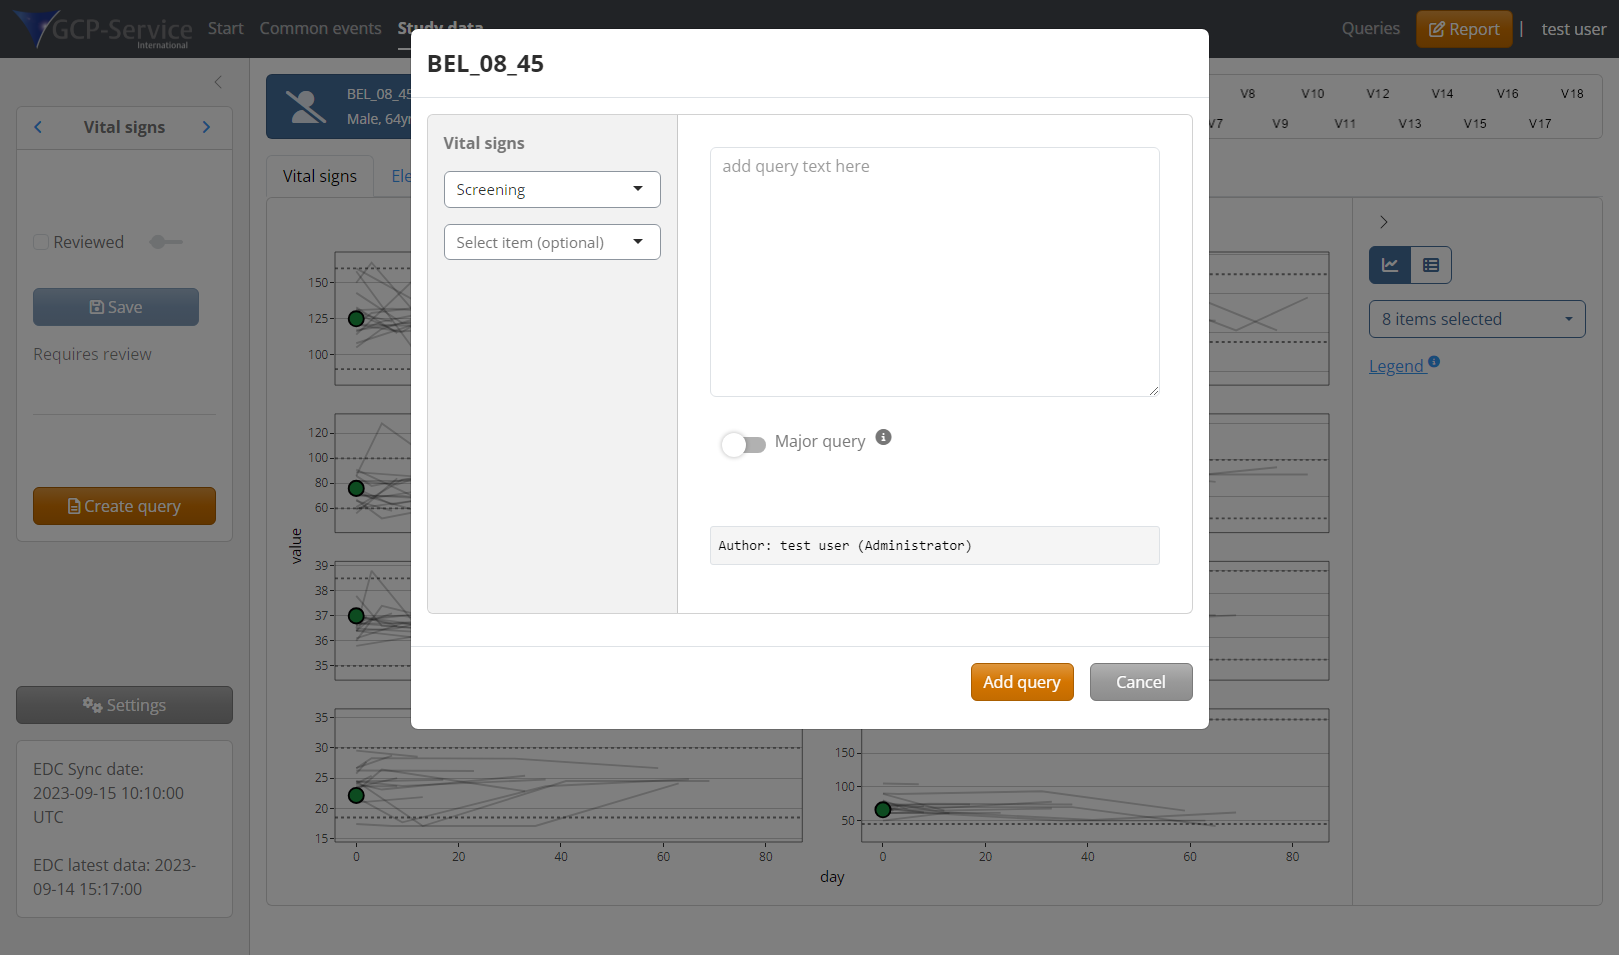 GCP-Service
International
Start
Common events
Study data
Queries
Report
|
test user
BEL_08_45
Male, 64yr
V8
V10
V12
V14
V16
V18
V7
V9
V11
V13
V15
V17
Vital signs
Reviewed
Save
Requires review
Create query
Settings
EDC Sync date:
2023-09-15 10:10:00
UTC
EDC latest data: 2023-
09-14 15:17:00
Vital signs
Ele
BEL_08_45
Vital signs
Screening
Select item (optional)
add query text here
Major query
Author: test user (Administrator)
Add query
Cancel
8 items selected
Legend
value
150
125
100
120
100
80
60
39
38
37
36
35
35
30
25
20
15
150
100
50
0 20 40 60 80
0 20 40 60 80
day